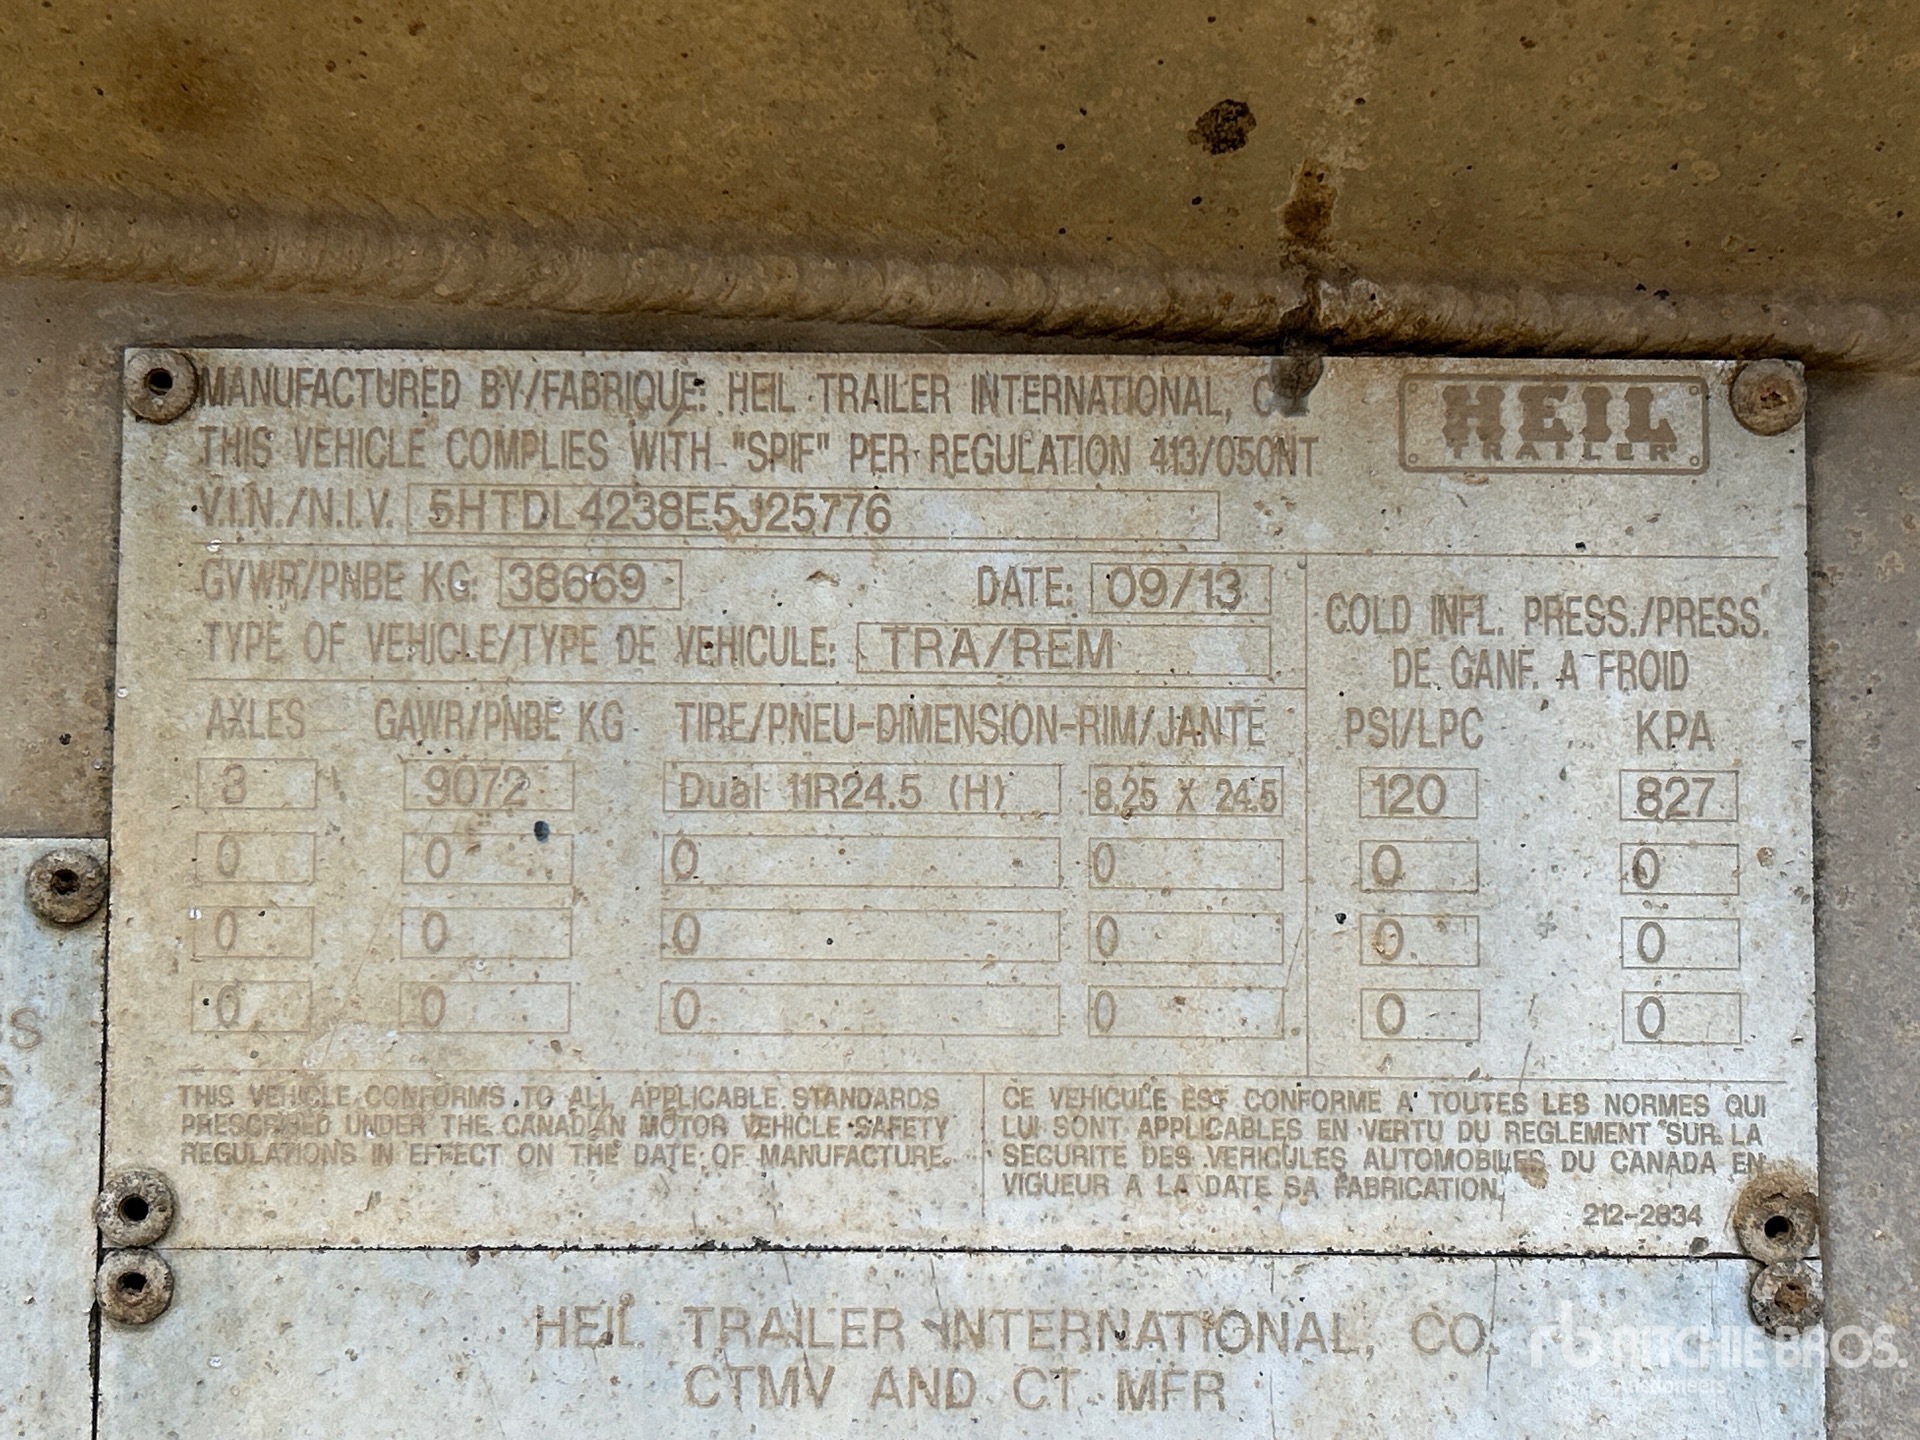 MANUFACTURED BY/FABRIQUE: HEIL TRAILER INTERNATIONAL, CO.
HEIL
TRAILER
THIS VEHICLE COMPLIES WITH "SPIF" PER REGULATION 413/05ONT
V.I.N./N.I.V. 5HTDL4238E5J25776
GVWR/PNBE KG: 38669 DATE: 09/13
TYPE OF VEHICLE/TYPE DE VEHICULE: TRA/REM
COLD INFL. PRESS./PRESS.
DE GANF. A FROID
AXLES GAWR/PNBE KG TIRE/PNEU-DIMENSION-RIM/JANTE PSI/LPC KPA
3 9072 Dual 11R24.5 (H) 8.25 X 24.5 120 827
0 0 0 0 0 0
0 0 0 0 0 0
0 0 0 0 0 0
THIS VEHICLE CONFORMS TO ALL APPLICABLE STANDARDS
PRESCRIBED UNDER THE CANADIAN MOTOR VEHICLE SAFETY
REGULATIONS IN EFFECT ON THE DATE OF MANUFACTURE.
CE VEHICULE EST CONFORME A TOUTES LES NORMES QUI
LUI SONT APPLICABLES EN VERTU DU REGLEMENT SUR LA
SECURITE DES VEHICULES AUTOMOBILES DU CANADA EN
VIGUEUR A LA DATE SA FABRICATION.
212-2834
HEIL TRAILER INTERNATIONAL, CO.
CTMV AND CT MFR
rb RITCHIE BROS.
Auctioneers